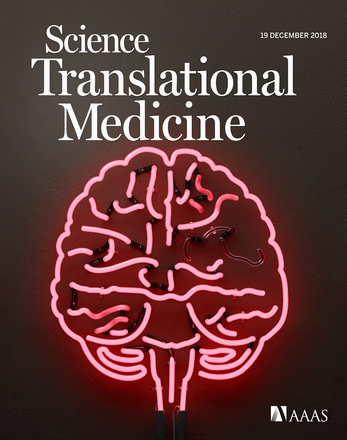 Science
19 DECEMBER 2018
Translational
Medicine
AAAS